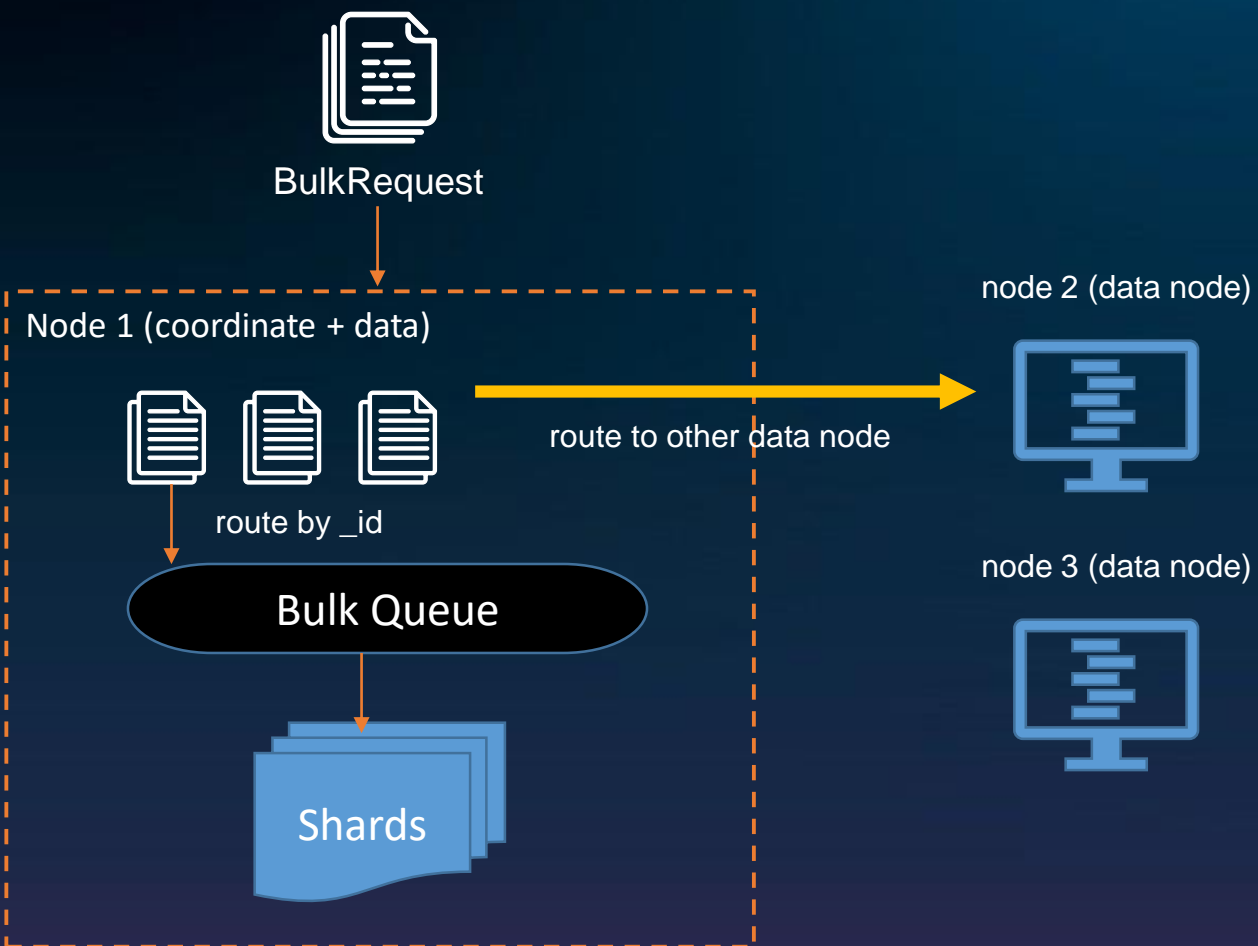 BulkRequest
Node 1 (coordinate + data)
node 2 (data node)
route to other data node
route by _id
node 3 (data node)
Bulk Queue
Shards